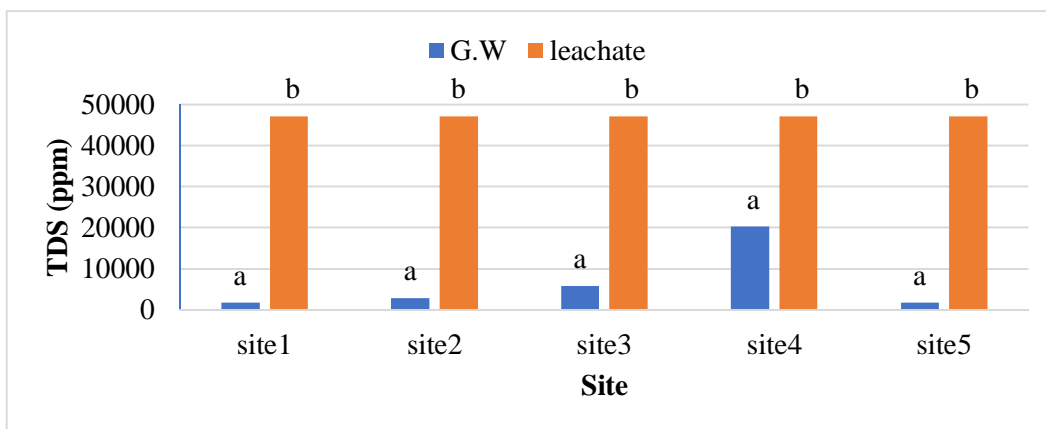 G.W leachate
b b b b b
50000
40000
30000
20000
10000
0
TDS (ppm)
a a a a a
site1 site2 site3 site4 site5
Site